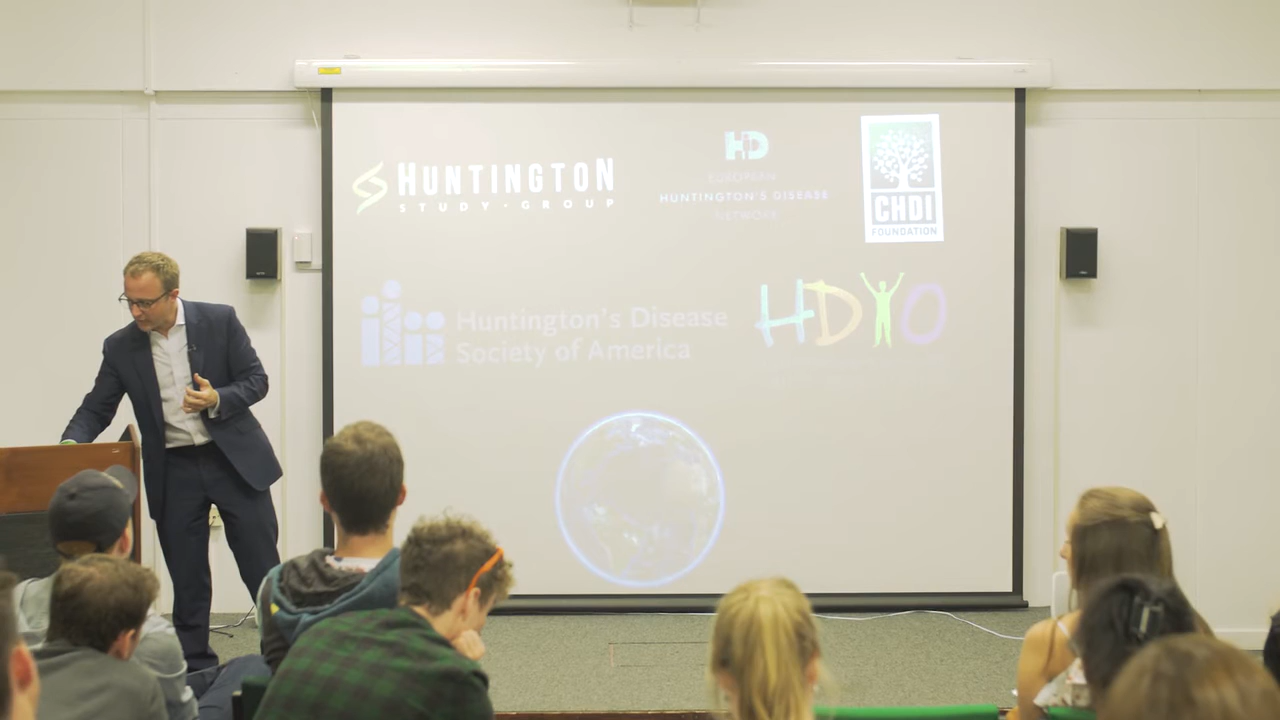 HUNTINGTON
STUDY · GROUP
HD
EUROPEAN
HUNTINGTON'S DISEASE
NETWORK
CHDI
FOUNDATION
Huntington's Disease
Society of America
HDYO